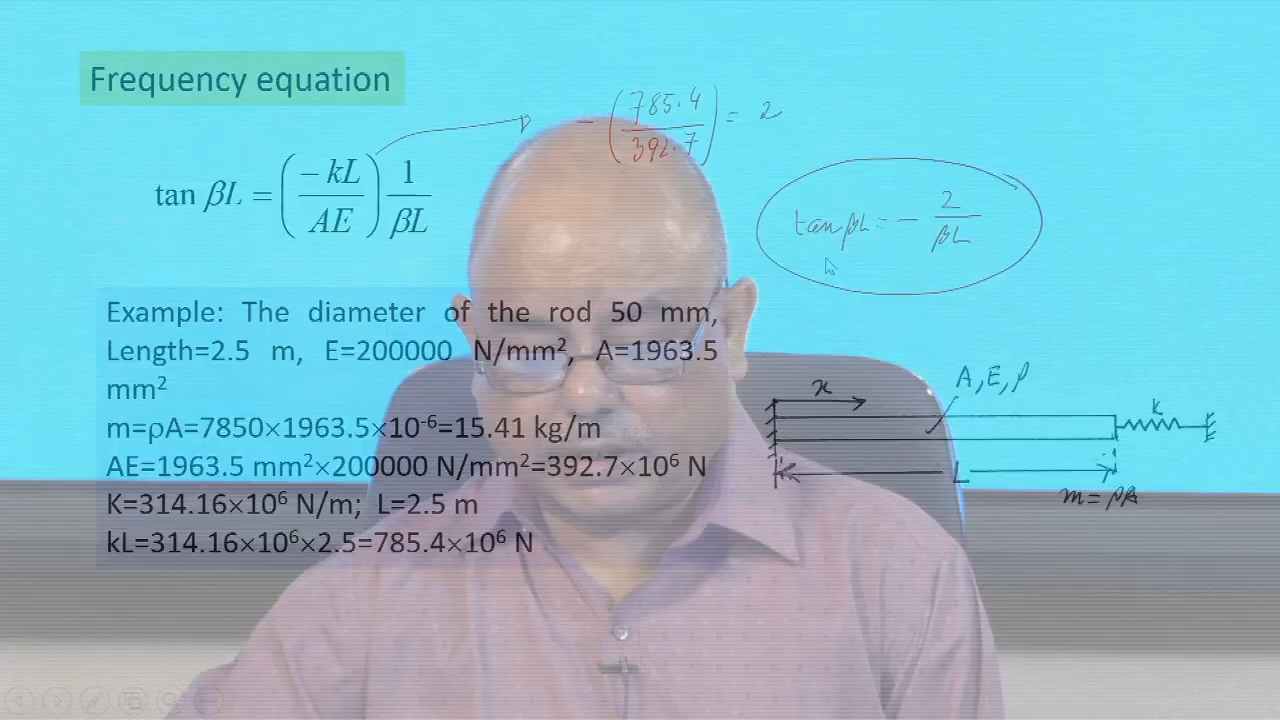 Frequency equation
- (785.4/392.7) = 2
tan βL = (-kL/AE) 1/βL
tan βL = - 2/βL
Example: The diameter of the rod 50 mm,
Length=2.5 m, E=200000 N/mm², A=1963.5
mm²
m=ρA=7850×1963.5×10⁻⁶=15.41 kg/m
AE=1963.5 mm²×200000 N/mm²=392.7×10⁶ N
K=314.16×10⁶ N/m; L=2.5 m
kL=314.16×10⁶×2.5=785.4×10⁶ N
A, E, ρ
x
k
L
m = ρA